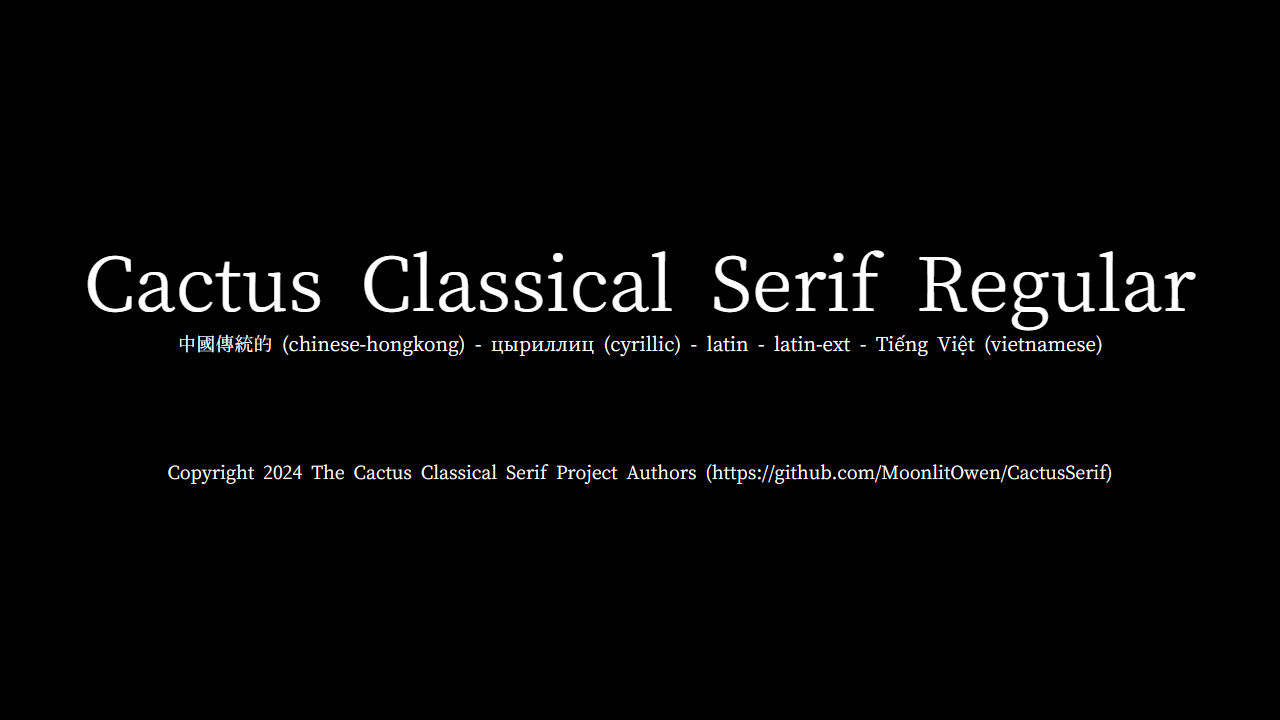 Cactus Classical Serif Regular
中國傳統的 (chinese-hongkong) - цыриллиц (cyrillic) - latin - latin-ext - Tiếng Việt (vietnamese)
Copyright 2024 The Cactus Classical Serif Project Authors (https://github.com/MoonlitOwen/CactusSerif)